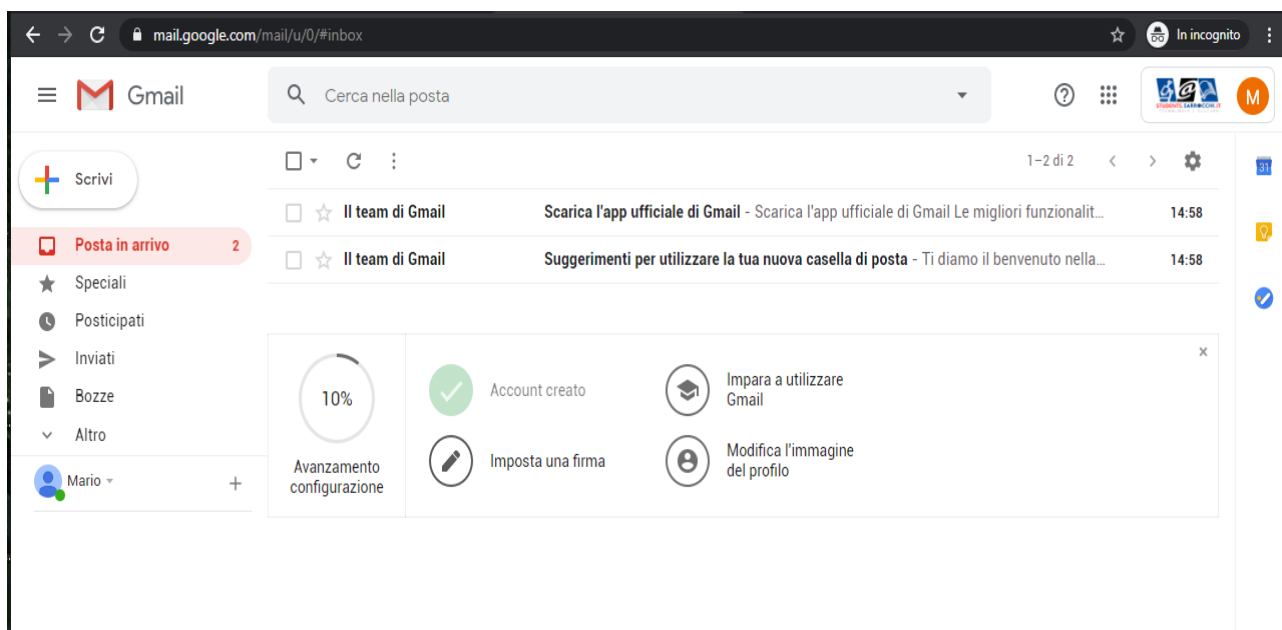 mail.google.com/mail/u/0/#inbox
In incognito
Gmail
Cerca nella posta
STUDENTI.SARROCCHI.IT
M
Scrivi
1–2 di 2
31
Il team di Gmail Scarica l'app ufficiale di Gmail - Scarica l'app ufficiale di Gmail Le migliori funzionalit... 14:58
Posta in arrivo 2
Il team di Gmail Suggerimenti per utilizzare la tua nuova casella di posta - Ti diamo il benvenuto nella... 14:58
Speciali
Posticipati
Inviati
Bozze
Altro
Mario
10%
Avanzamento
configurazione
Account creato
Impara a utilizzare
Gmail
Imposta una firma
Modifica l'immagine
del profilo